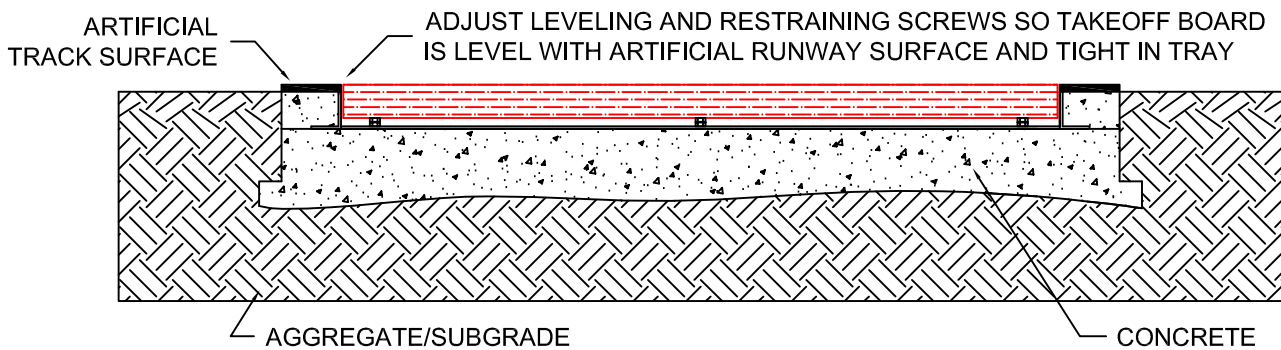 ARTIFICIAL
TRACK SURFACE
ADJUST LEVELING AND RESTRAINING SCREWS SO TAKEOFF BOARD
IS LEVEL WITH ARTIFICIAL RUNWAY SURFACE AND TIGHT IN TRAY
AGGREGATE/SUBGRADE
CONCRETE